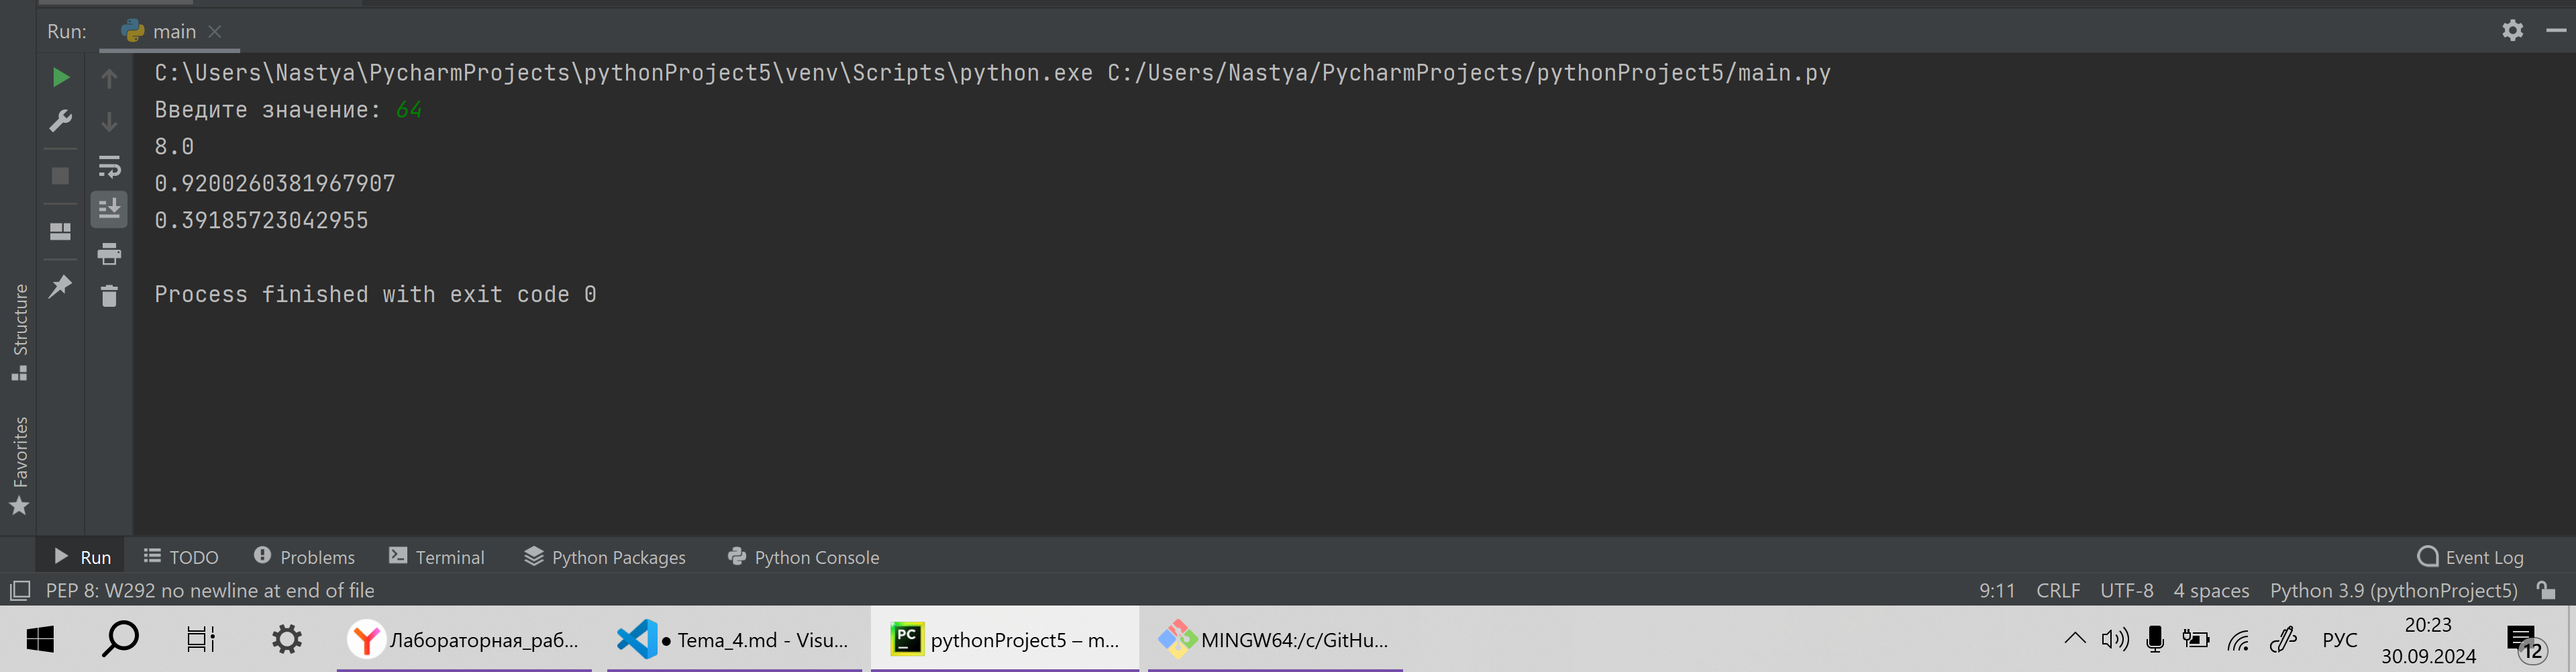 Run: main
C:\Users\Nastya\PycharmProjects\pythonProject5\venv\Scripts\python.exe C:/Users/Nastya/PycharmProjects/pythonProject5/main.py
Введите значение: 64
8.0
0.9200260381967907
0.39185723042955
Process finished with exit code 0
Structure
Favorites
Run TODO Problems Terminal Python Packages Python Console Event Log
PEP 8: W292 no newline at end of file 9:11 CRLF UTF-8 4 spaces Python 3.9 (pythonProject5)
Лабораторная_раб... ● Tema_4.md - Visu... PC pythonProject5 – m... MINGW64:/c/GitHu... РУС 20:23
30.09.2024 12